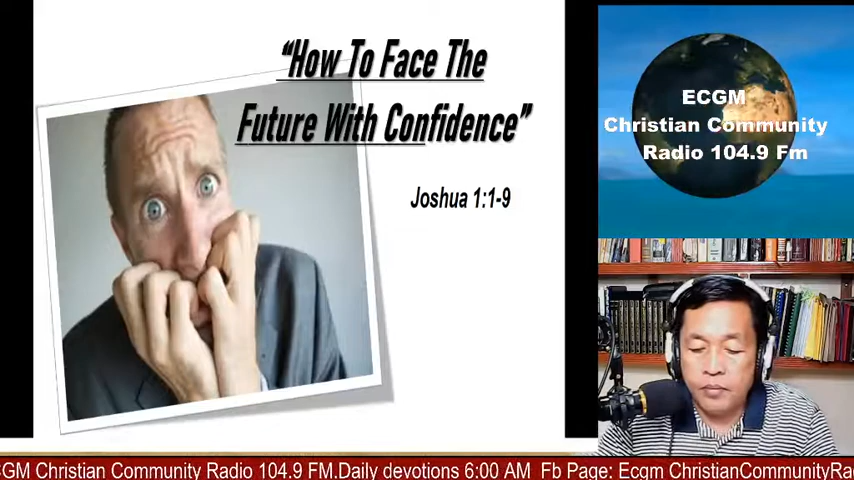 “How To Face The
Future With Confidence”
Joshua 1:1-9
ECGM
Christian Community
Radio 104.9 Fm
CGM Christian Community Radio 104.9 FM.Daily devotions 6:00 AM  Fb Page: Ecgm ChristianCommunityRa